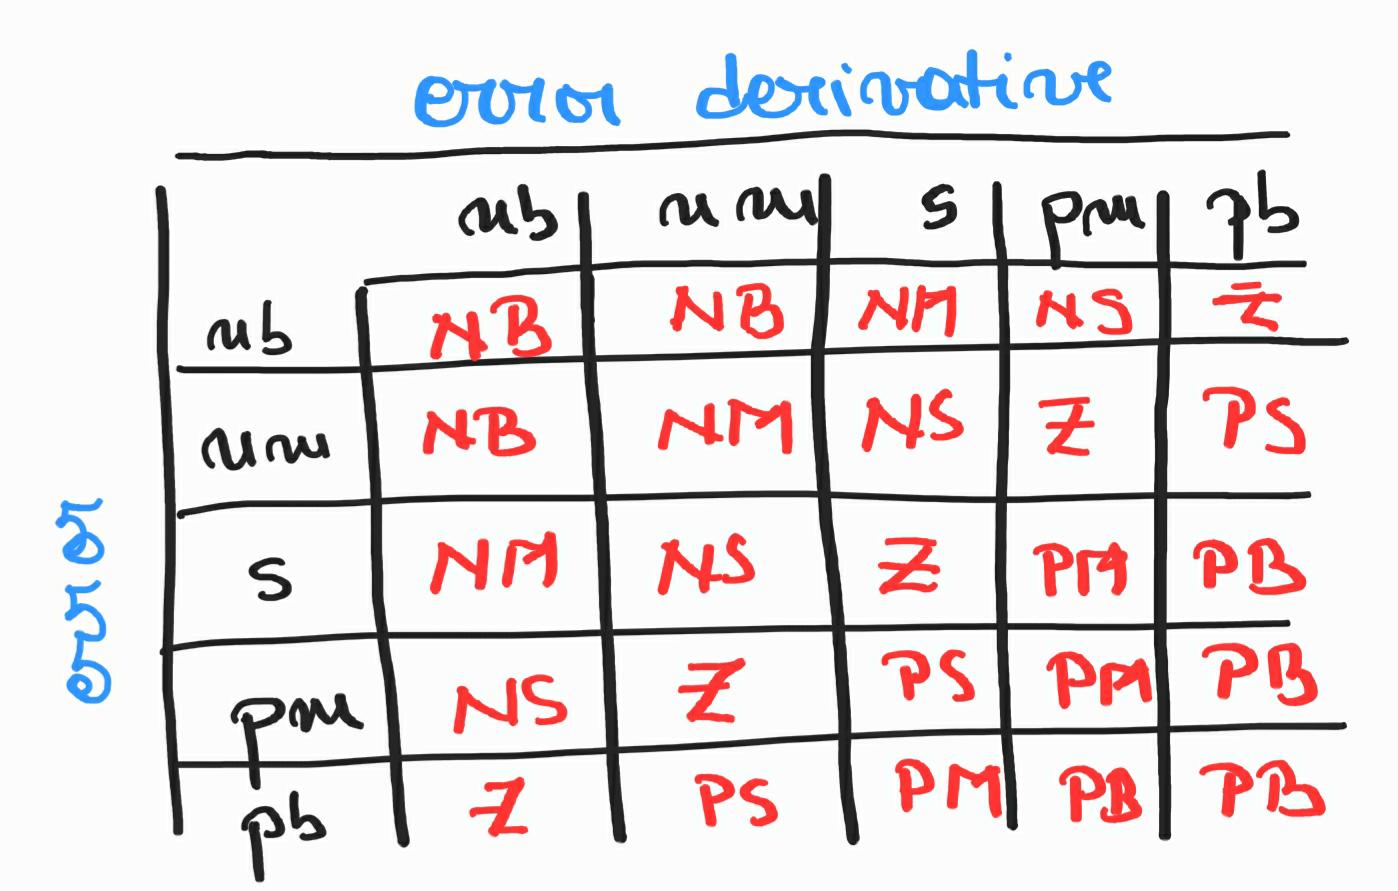 error derivative
nb nm s pm pb
nb NB NB NM NS Z
nm NB NM NS Z PS
s NM NS Z PM PB
error
pm NS Z PS PM PB
pb Z PS PM PB PB